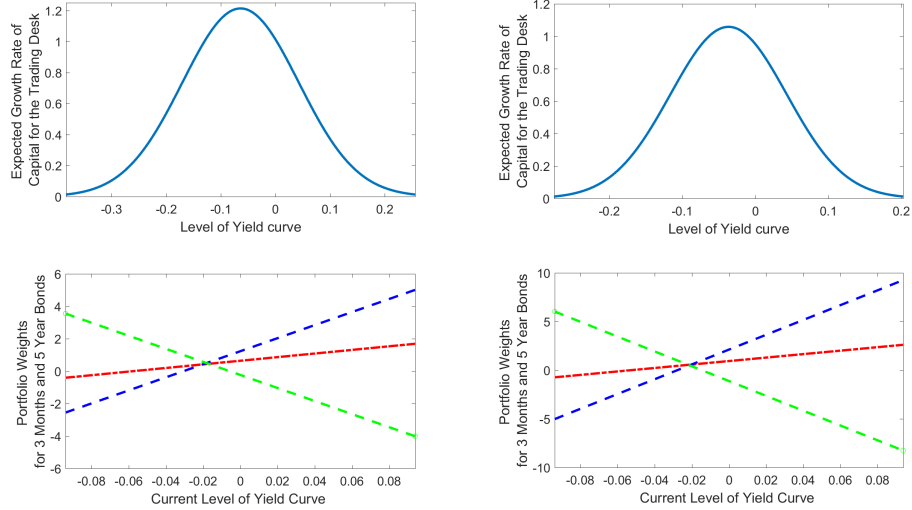 Expected Growth Rate of
Capital for the Trading Desk
1.2
1
0.8
0.6
0.4
0.2
0
-0.3 -0.2 -0.1 0 0.1 0.2
Level of Yield curve
Expected Growth Rate of
Capital for the Trading Desk
1.2
1
0.8
0.6
0.4
0.2
0
-0.2 -0.1 0 0.1 0.2
Level of Yield curve
Portfolio Weights
for 3 Months and 5 Year Bonds
6
4
2
0
-2
-4
-6
-0.08 -0.06 -0.04 -0.02 0 0.02 0.04 0.06 0.08
Current Level of Yield Curve
Portfolio Weights
for 3 Months and 5 Year Bonds
10
5
0
-5
-10
-0.08 -0.06 -0.04 -0.02 0 0.02 0.04 0.06 0.08
Current Level of Yield Curve